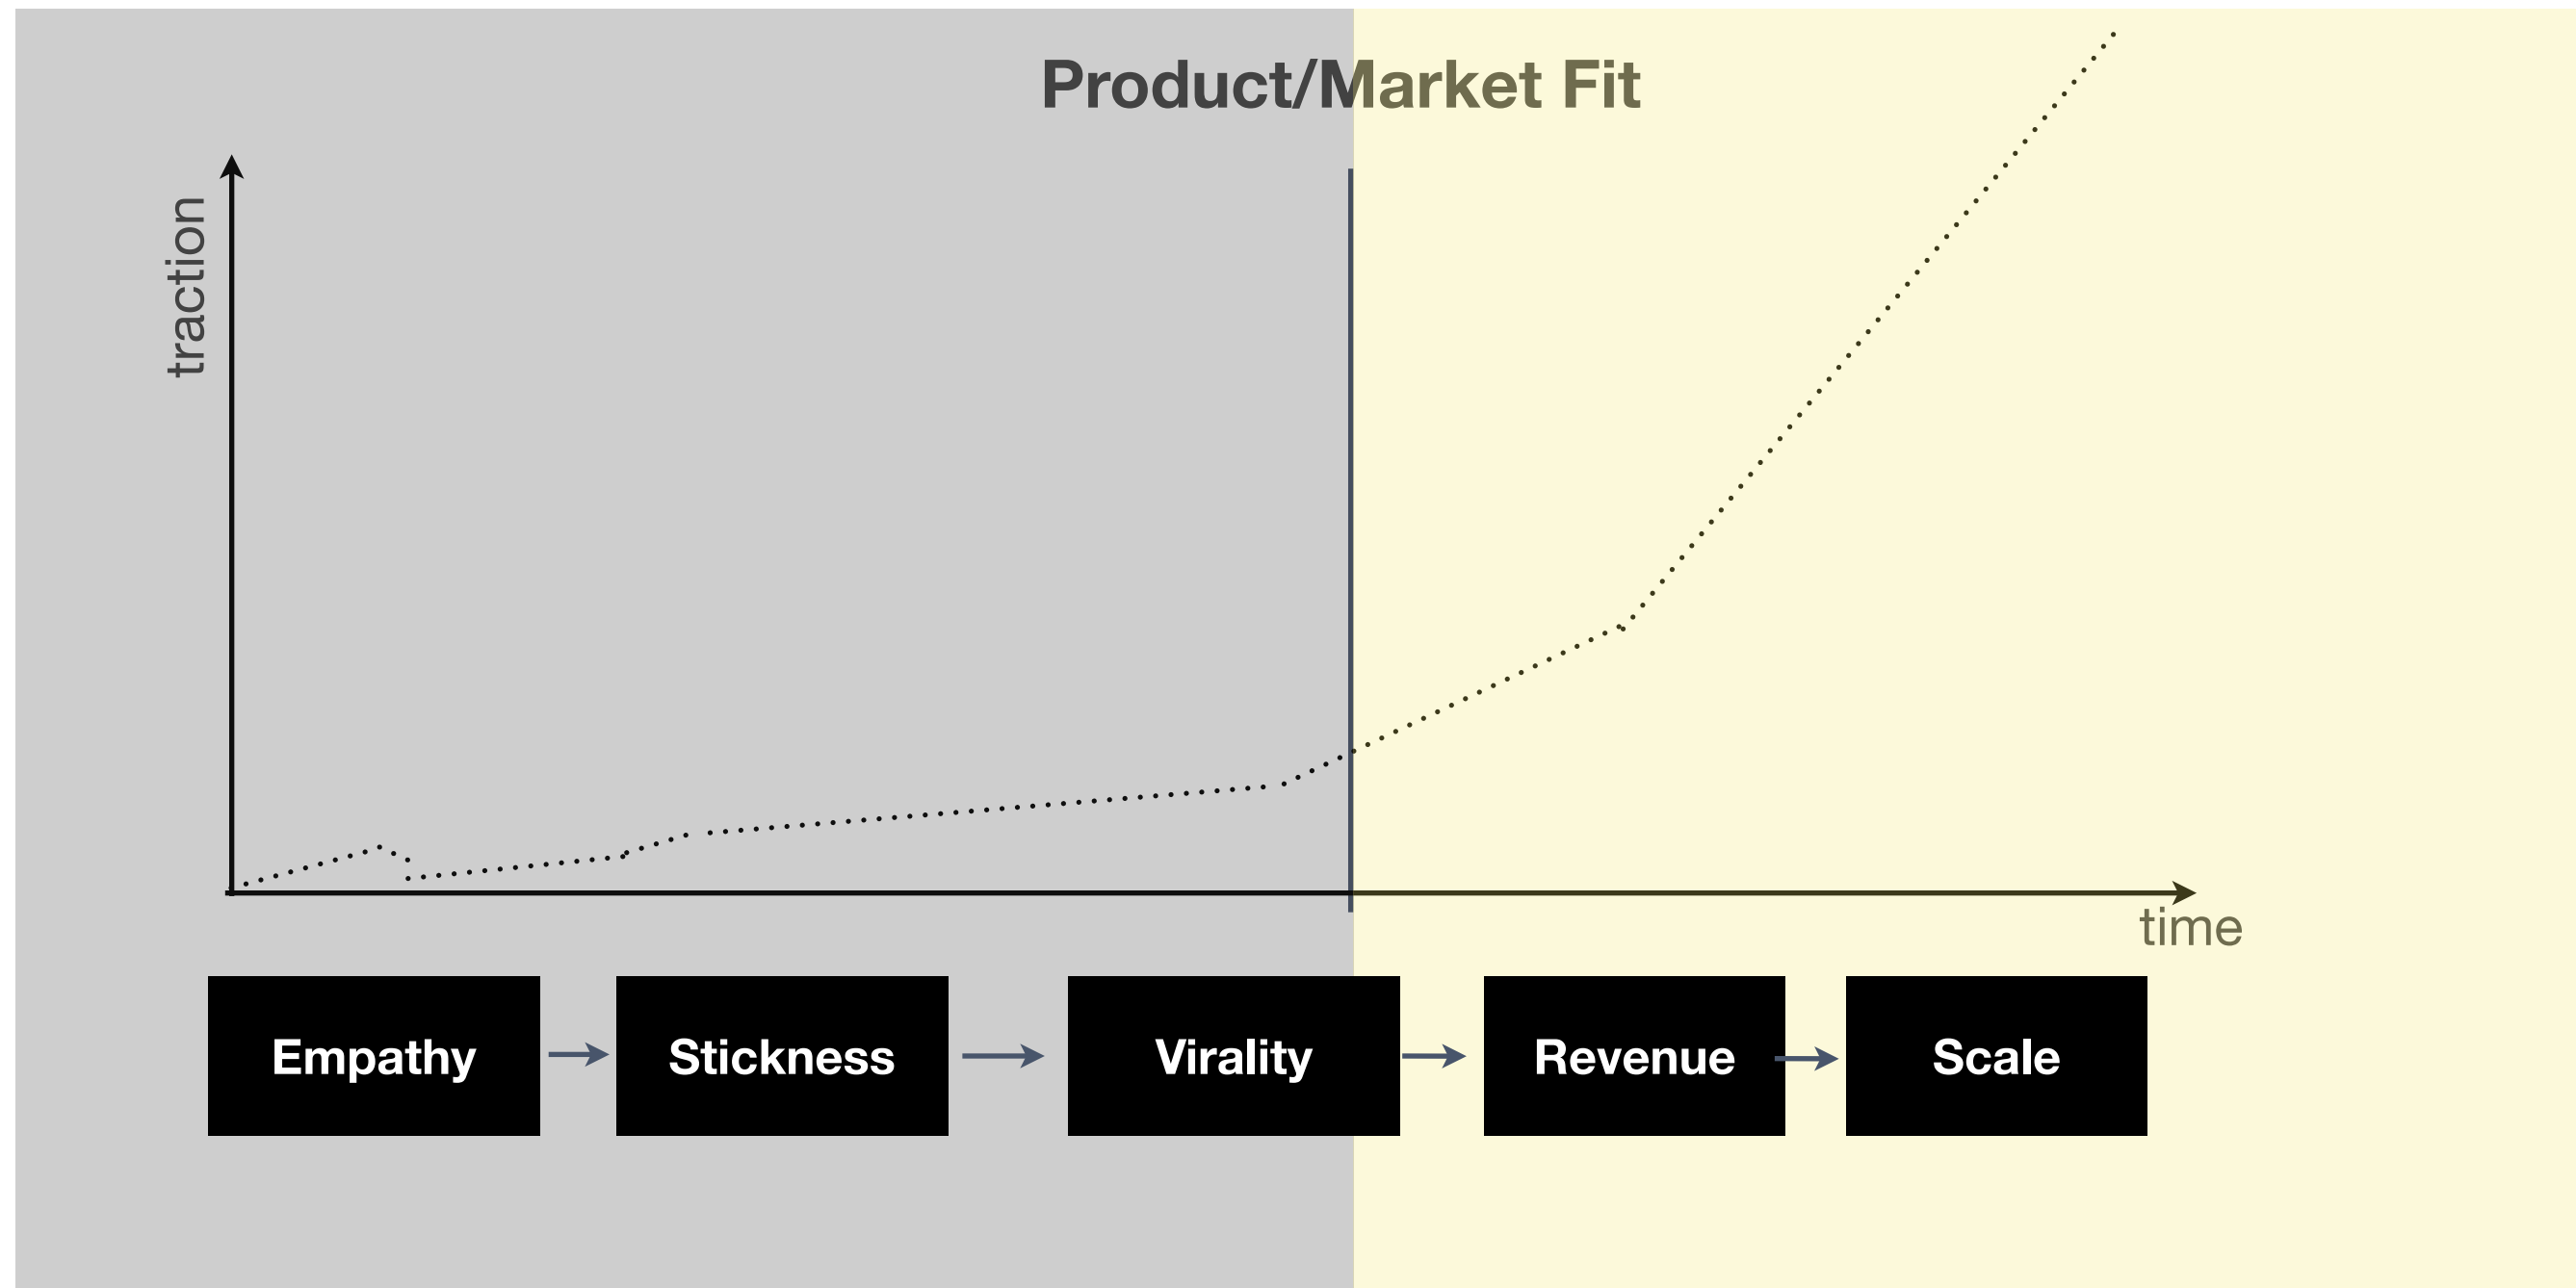 Product/Market Fit
traction
time
Empathy
Stickness
Virality
Revenue
Scale